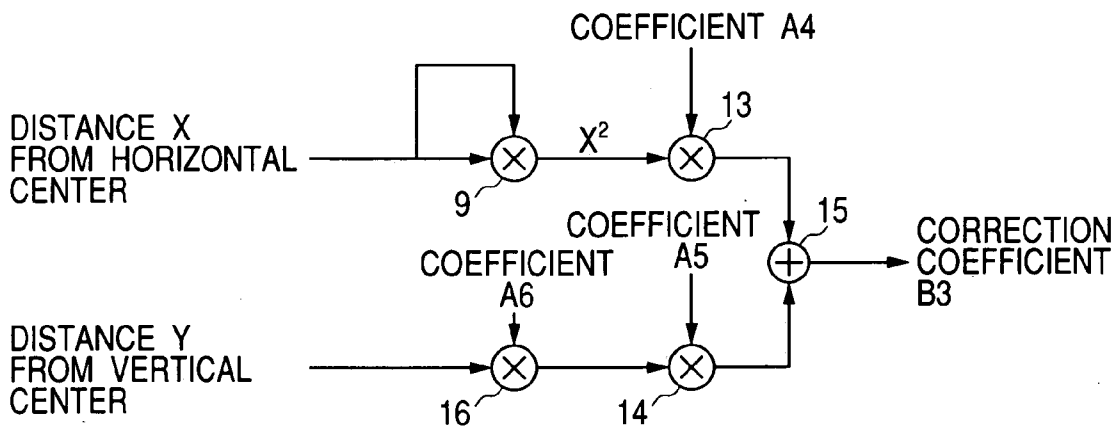 COEFFICIENT A4
13
DISTANCE X
FROM HORIZONTAL
CENTER
X²
9
COEFFICIENT
A5
15
CORRECTION
COEFFICIENT
B3
COEFFICIENT
A6
DISTANCE Y
FROM VERTICAL
CENTER
16
14